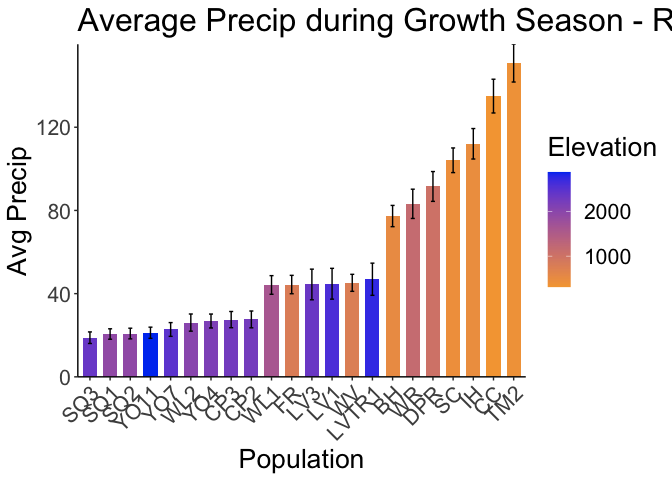 Average Precip during Growth Season - R
Avg Precip
120
80
40
0
SQ3
SQ1
SQ2
YO11
YO7
WL2
YO4
CP3
CP2
WL1
FR
LV3
LV1
WV
LVTR1
BH
WR
DPR
SC
IH
CC
TM2
Population
Elevation
2000
1000